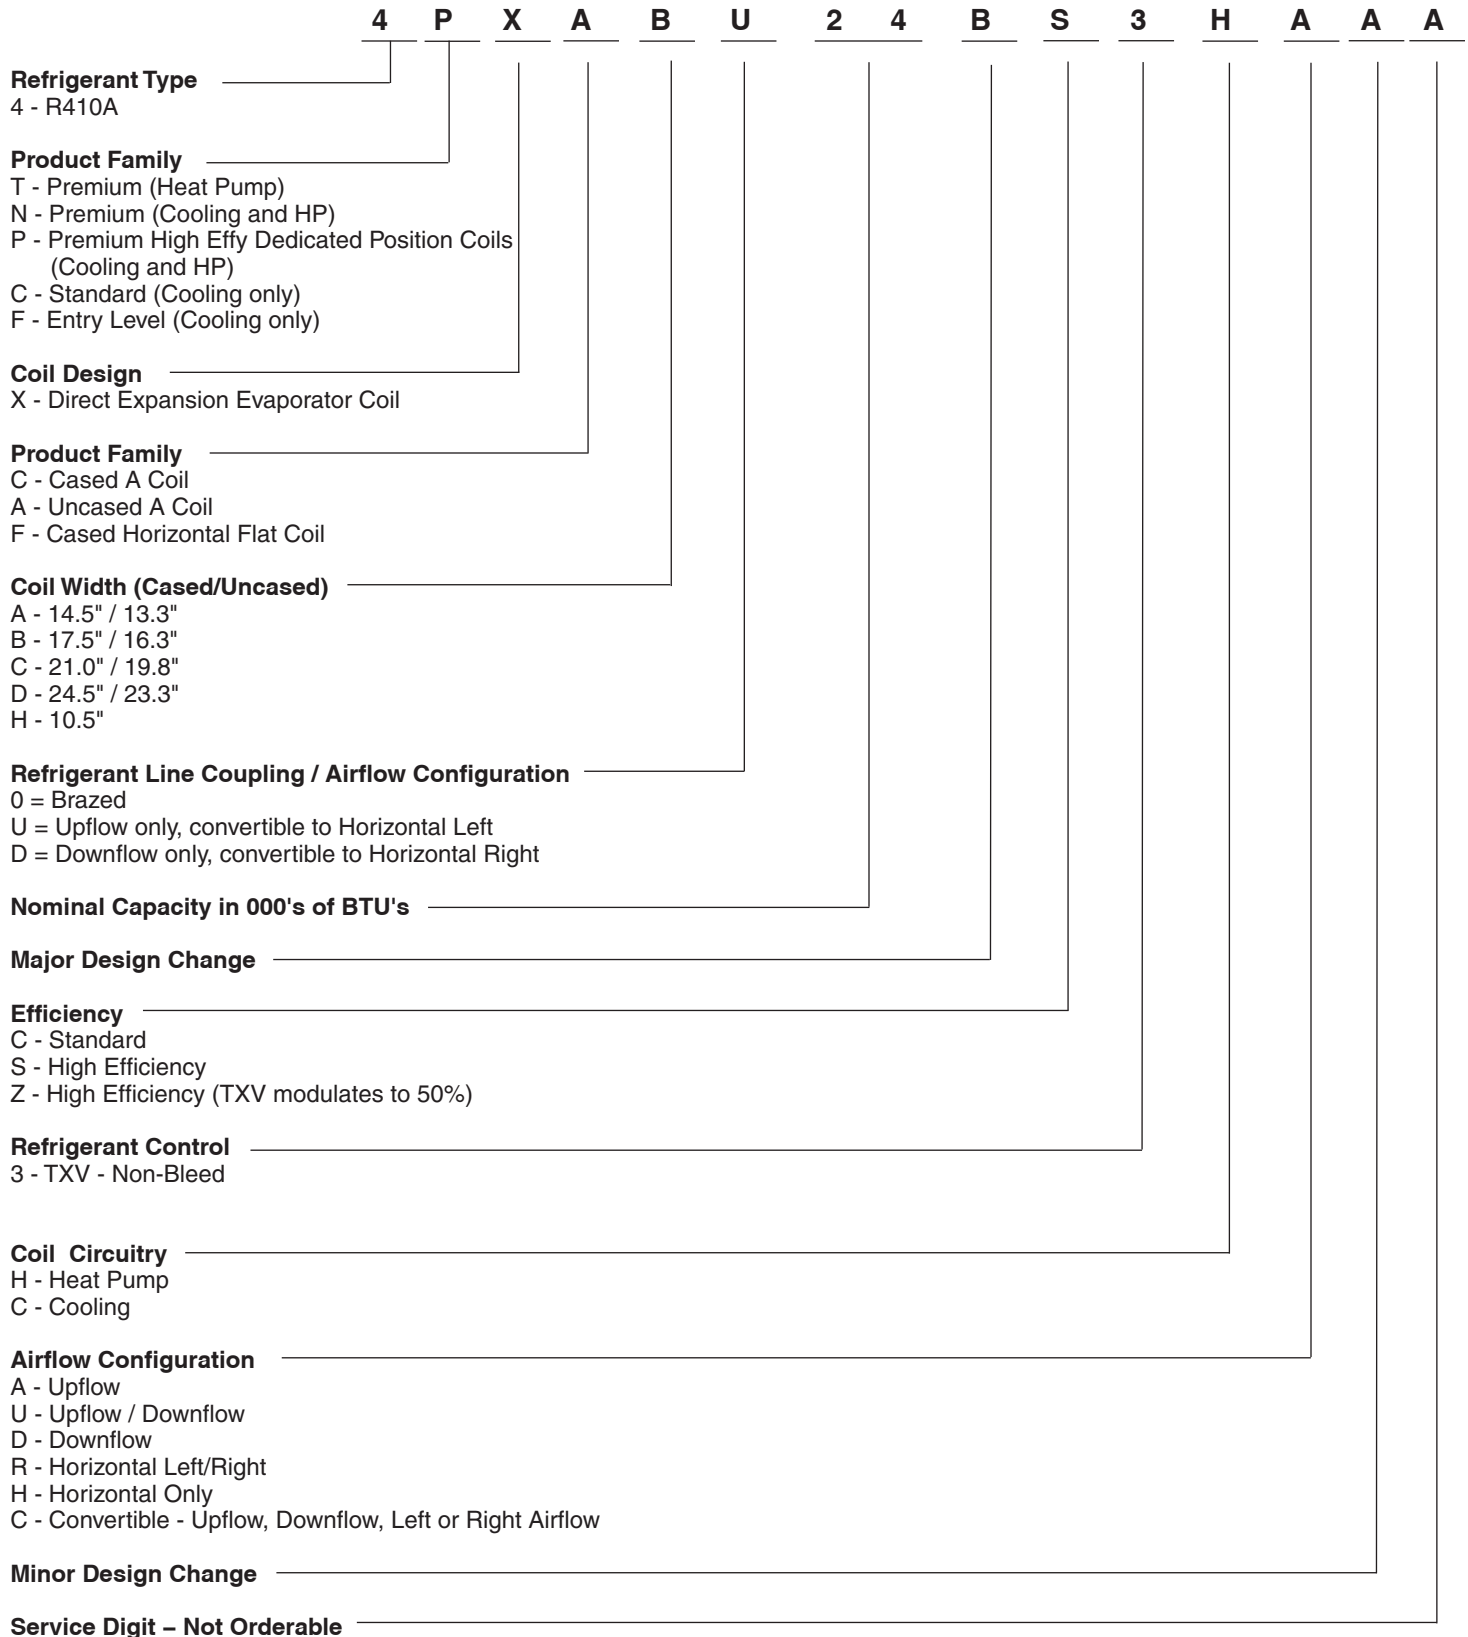 4 P X A B U 2 4 B S 3 H A A A
Refrigerant Type
4 - R410A
Product Family
T - Premium (Heat Pump)
N - Premium (Cooling and HP)
P - Premium High Effy Dedicated Position Coils
(Cooling and HP)
C - Standard (Cooling only)
F - Entry Level (Cooling only)
Coil Design
X - Direct Expansion Evaporator Coil
Product Family
C - Cased A Coil
A - Uncased A Coil
F - Cased Horizontal Flat Coil
Coil Width (Cased/Uncased)
A - 14.5" / 13.3"
B - 17.5" / 16.3"
C - 21.0" / 19.8"
D - 24.5" / 23.3"
H - 10.5"
Refrigerant Line Coupling / Airflow Configuration
0 = Brazed
U = Upflow only, convertible to Horizontal Left
D = Downflow only, convertible to Horizontal Right
Nominal Capacity in 000's of BTU's
Major Design Change
Efficiency
C - Standard
S - High Efficiency
Z - High Efficiency (TXV modulates to 50%)
Refrigerant Control
3 - TXV - Non-Bleed
Coil Circuitry
H - Heat Pump
C - Cooling
Airflow Configuration
A - Upflow
U - Upflow / Downflow
D - Downflow
R - Horizontal Left/Right
H - Horizontal Only
C - Convertible - Upflow, Downflow, Left or Right Airflow
Minor Design Change
Service Digit – Not Orderable